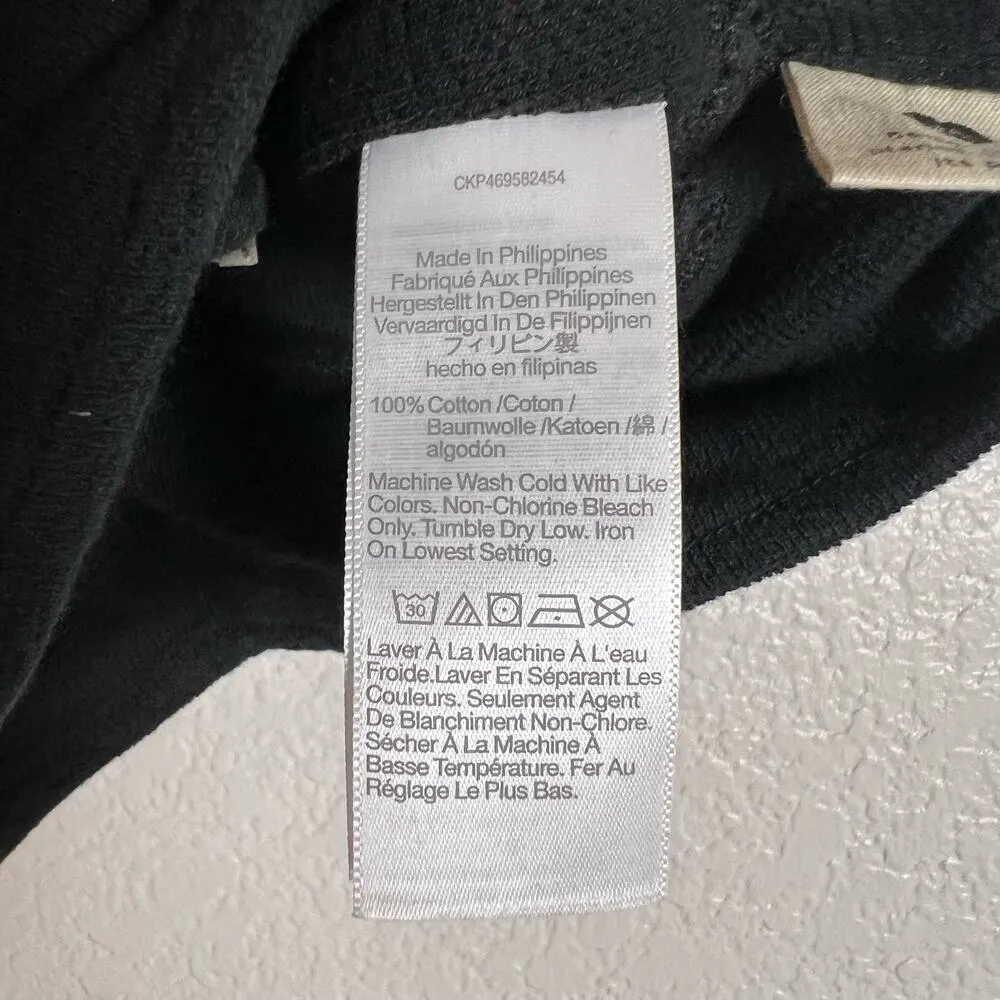 CKP469582454
Made In Philippines
Fabriqué Aux Philippines
Hergestellt In Den Philippinen
Vervaardigd In De Filippijnen
フィリピン製
hecho en filipinas
100% Cotton /Coton /
Baumwolle /Katoen /綿 /
algodón
Machine Wash Cold With Like
Colors. Non-Chlorine Bleach
Only. Tumble Dry Low. Iron
On Lowest Setting.
30
Laver À La Machine À L'eau
Froide.Laver En Séparant Les
Couleurs. Seulement Agent
De Blanchiment Non-Chlore.
Sécher À La Machine À
Basse Température. Fer Au
Réglage Le Plus Bas.